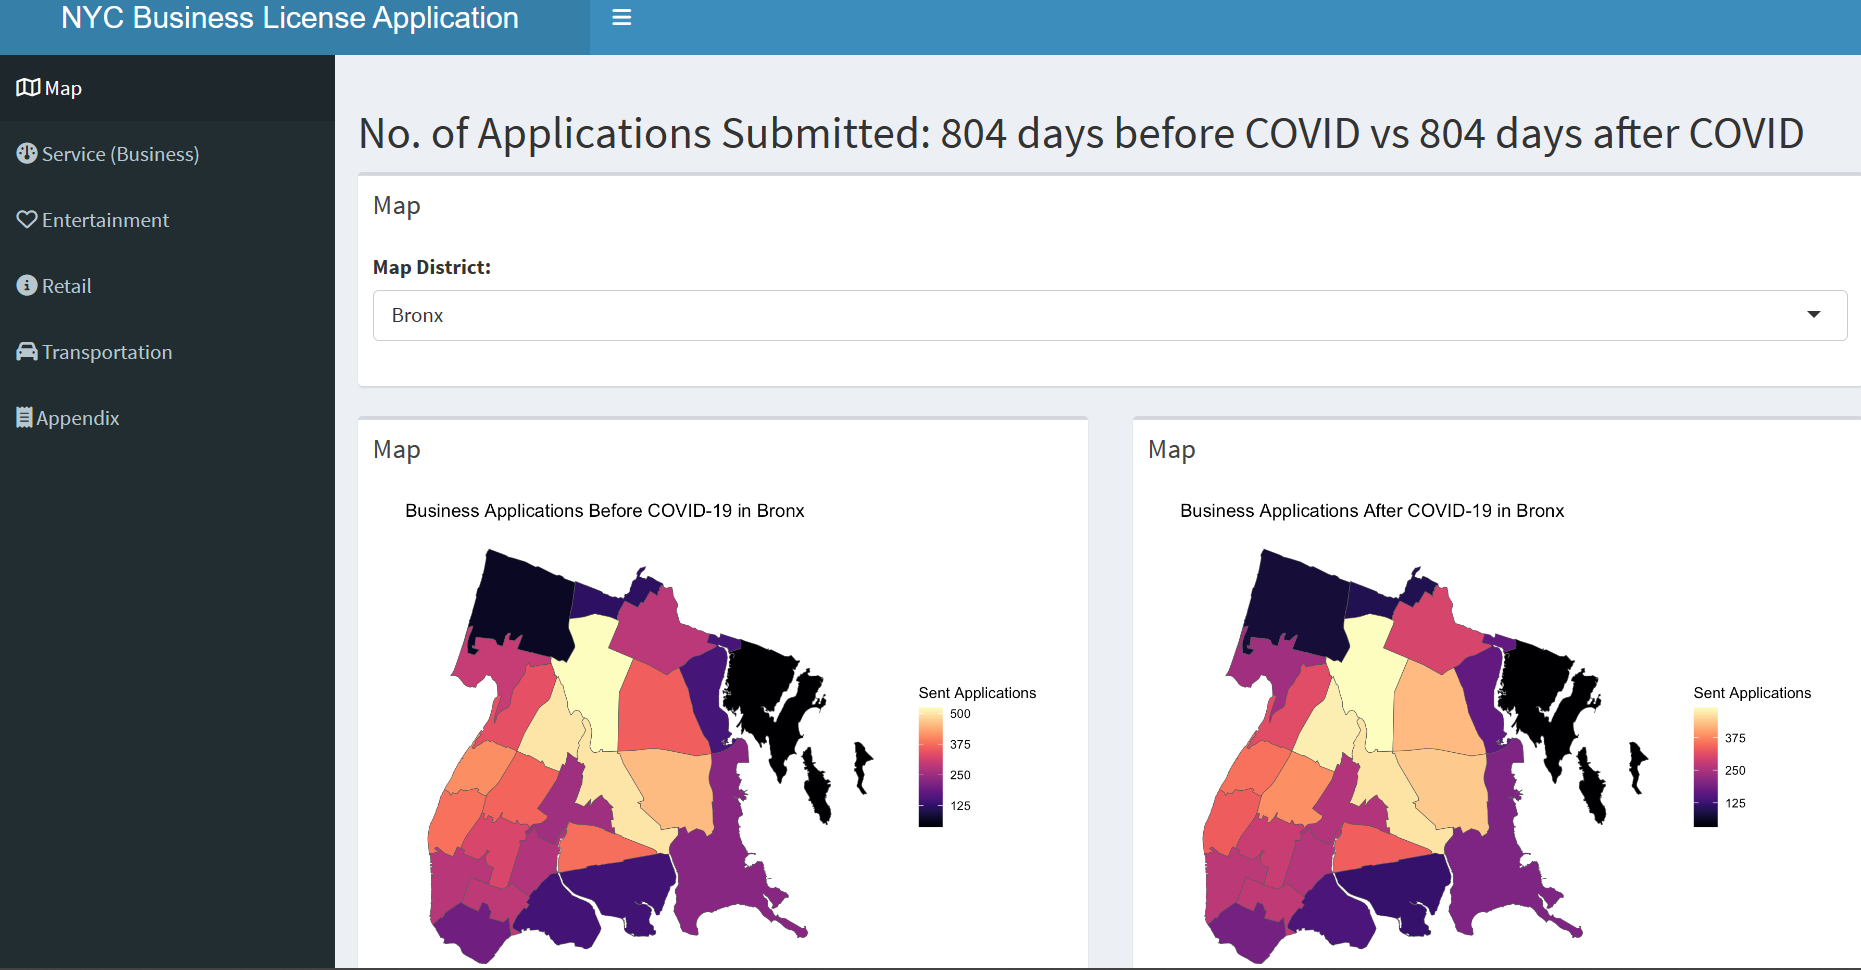 NYC Business License Application
Map
Service (Business)
Entertainment
Retail
Transportation
Appendix
No. of Applications Submitted: 804 days before COVID vs 804 days after COVID
Map
Map District:
Bronx
Map
Business Applications Before COVID-19 in Bronx
Sent Applications
500
375
250
125
Map
Business Applications After COVID-19 in Bronx
Sent Applications
375
250
125